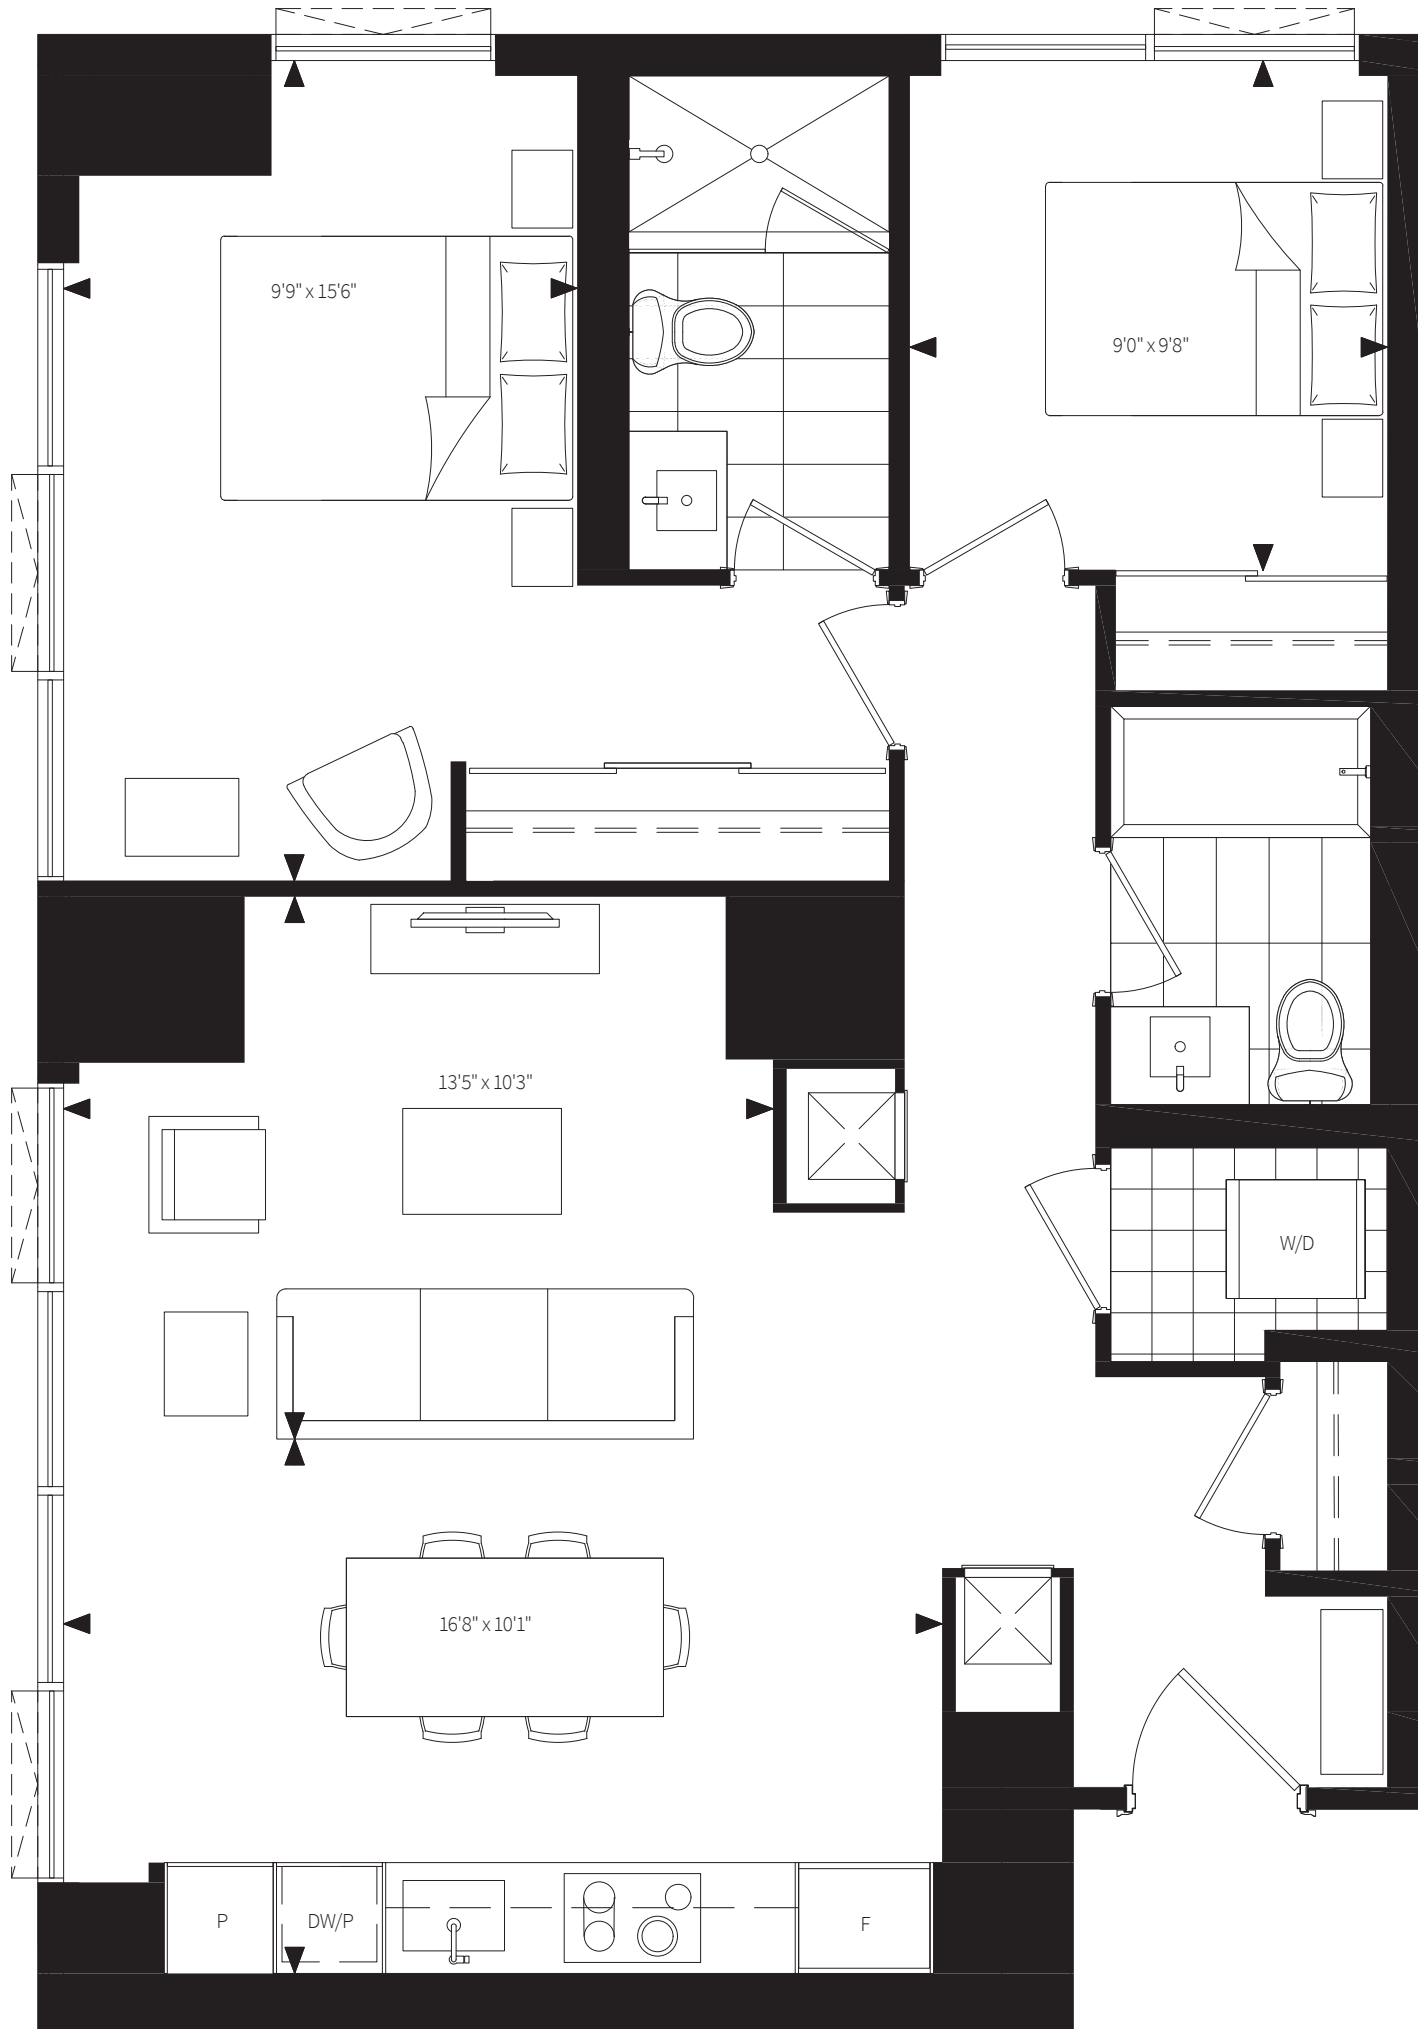 9'9" x 15'6"
9'0" x 9'8"
13'5" x 10'3"
W/D
16'8" x 10'1"
P
DW/P
F